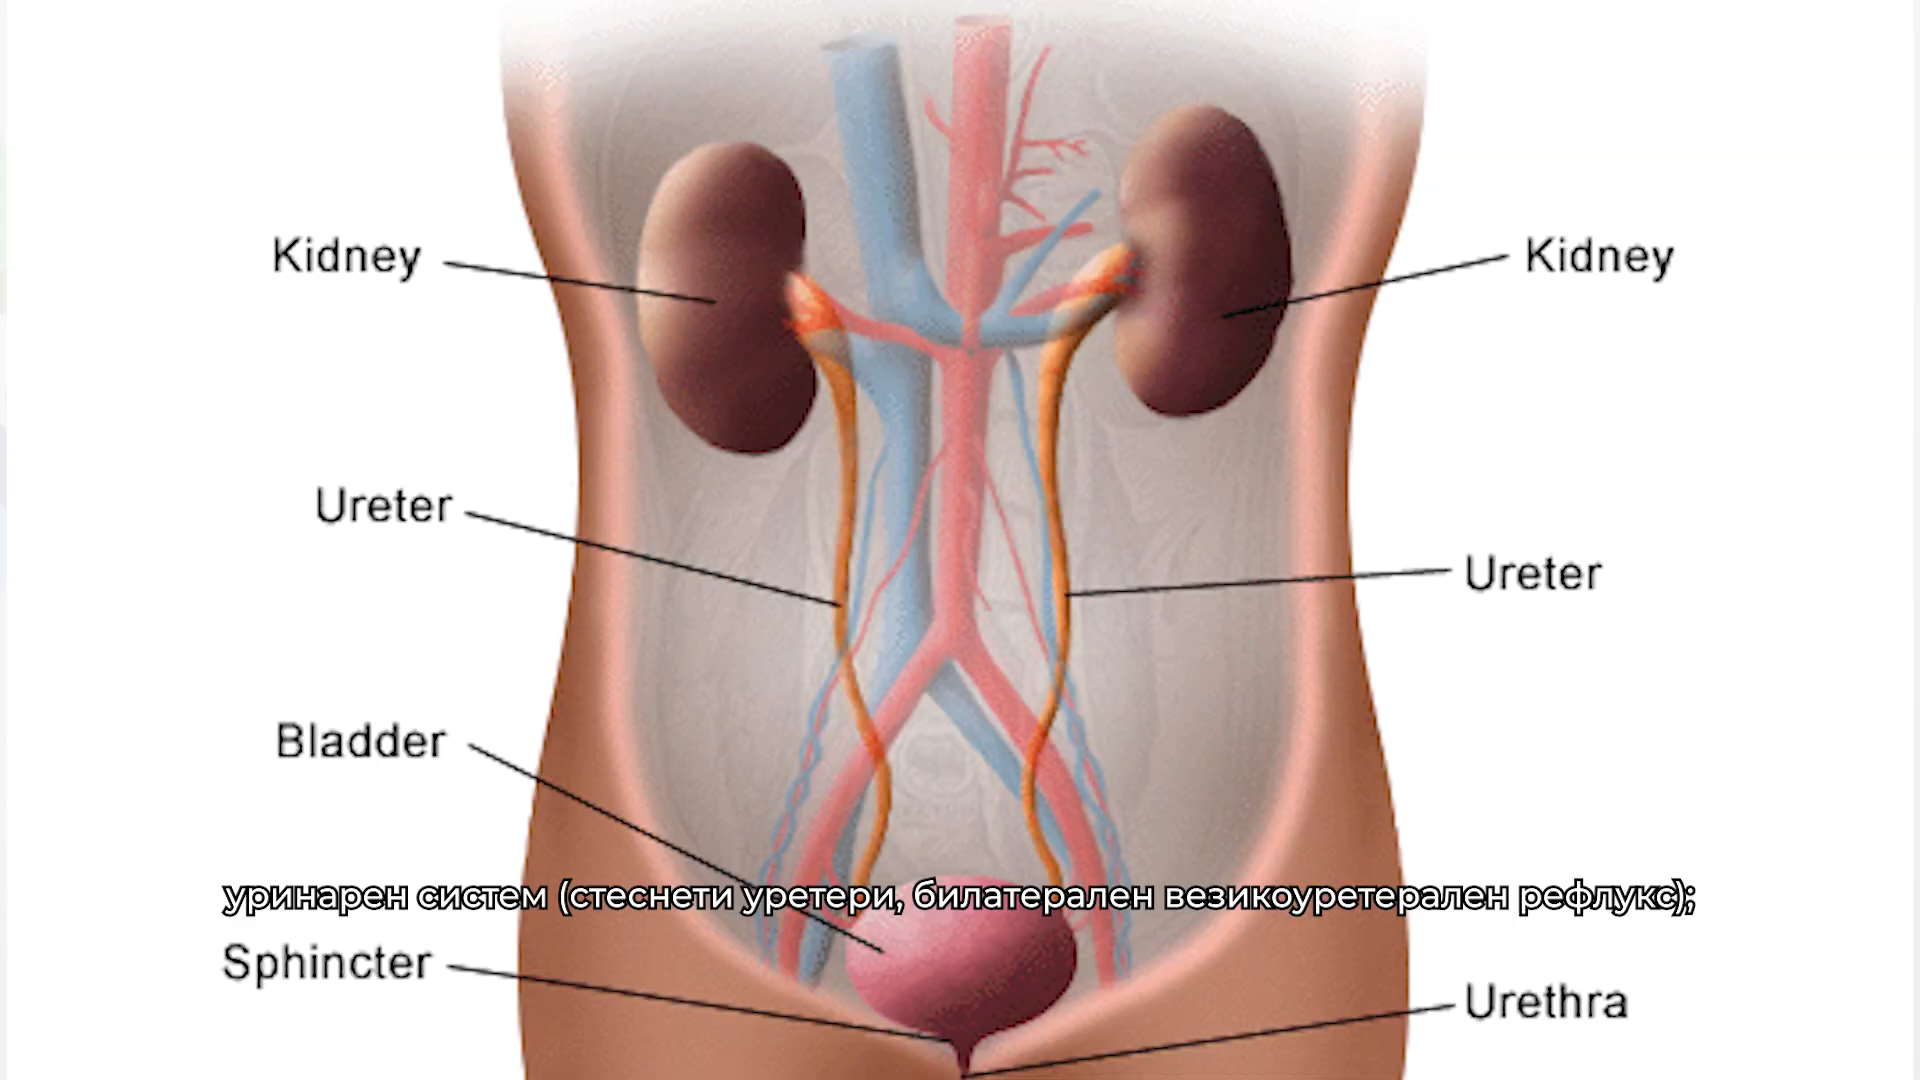 Kidney
Kidney
Ureter
Ureter
Bladder
уринарен систем (стеснети уретери, билатерален везикоуретерален рефлукс);
Sphincter
Urethra